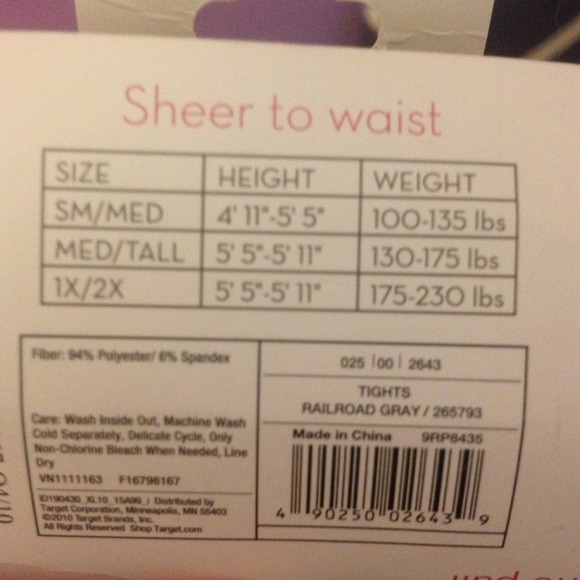 Sheer to waist
SIZE HEIGHT WEIGHT
SM/MED 4' 11"-5' 5" 100-135 lbs
MED/TALL 5' 5"-5' 11" 130-175 lbs
1X/2X 5' 5"-5' 11" 175-230 lbs
Fiber: 94% Polyester/ 6% Spandex
Care: Wash Inside Out, Machine Wash
Cold Separately, Delicate Cycle, Only
Non-Chlorine Bleach When Needed, Line
Dry
VN1111163 F16798167
Distributed by
Target Corporation, Minneapolis, MN 55403
©2010 Target Brands, Inc.
All Rights Reserved Shop Target.com
025 | 00 | 2643
TIGHTS
RAILROAD GRAY / 265793
Made in China 9RP8435
4 90250 02643 9